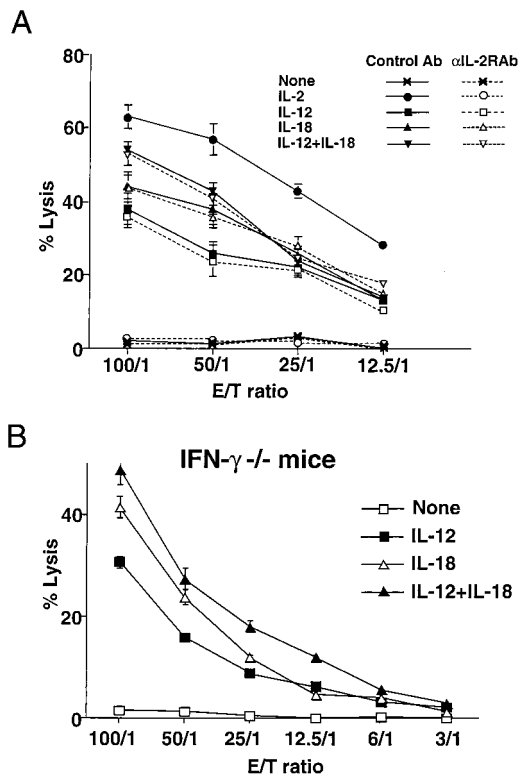 A
Control Ab αIL-2RAb
None
IL-2
IL-12
IL-18
IL-12+IL-18
80
60
40
20
0
% Lysis
100/1 50/1 25/1 12.5/1
E/T ratio
B
IFN-γ -/- mice
None
IL-12
IL-18
IL-12+IL-18
40
20
0
% Lysis
100/1 50/1 25/1 12.5/1 6/1 3/1
E/T ratio